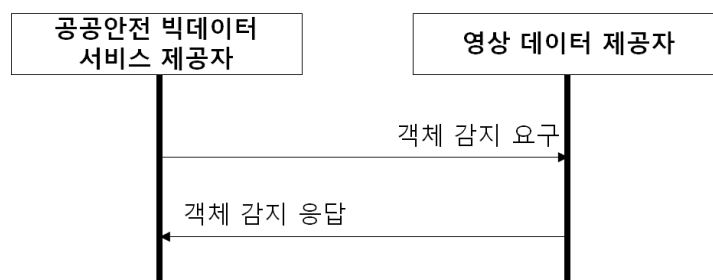 공공안전 빅데이터
서비스 제공자
영상 데이터 제공자
객체 감지 요구
객체 감지 응답